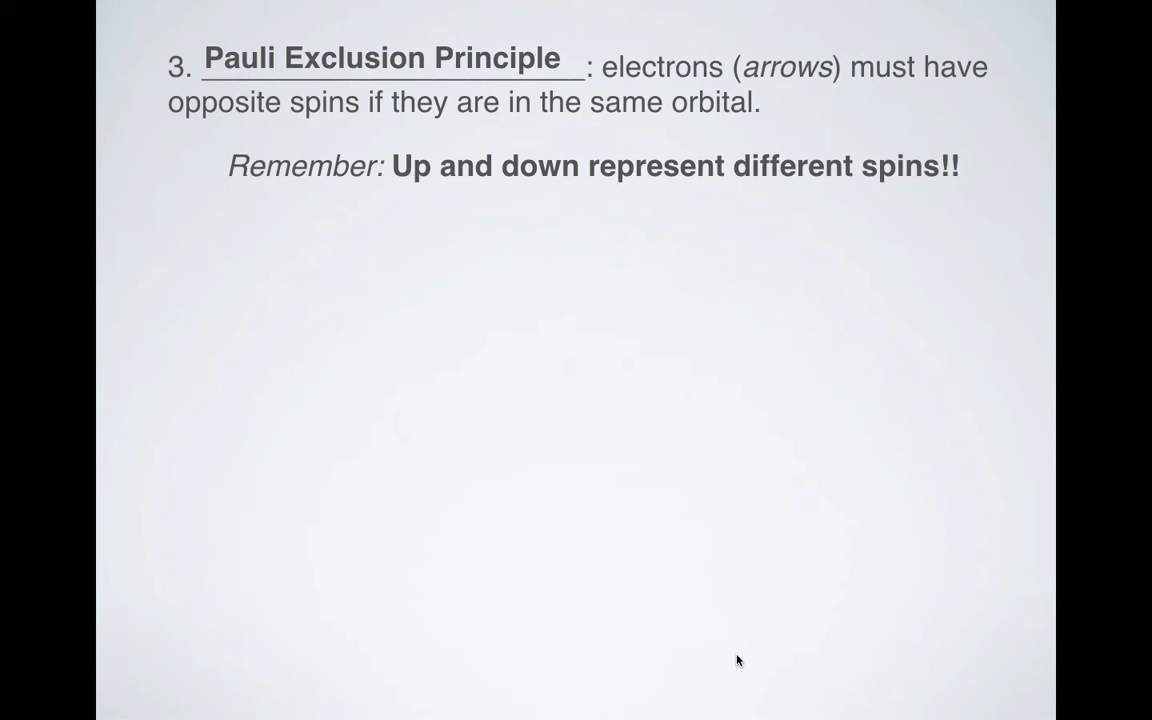 3. Pauli Exclusion Principle: electrons (arrows) must have
opposite spins if they are in the same orbital.
Remember: Up and down represent different spins!!